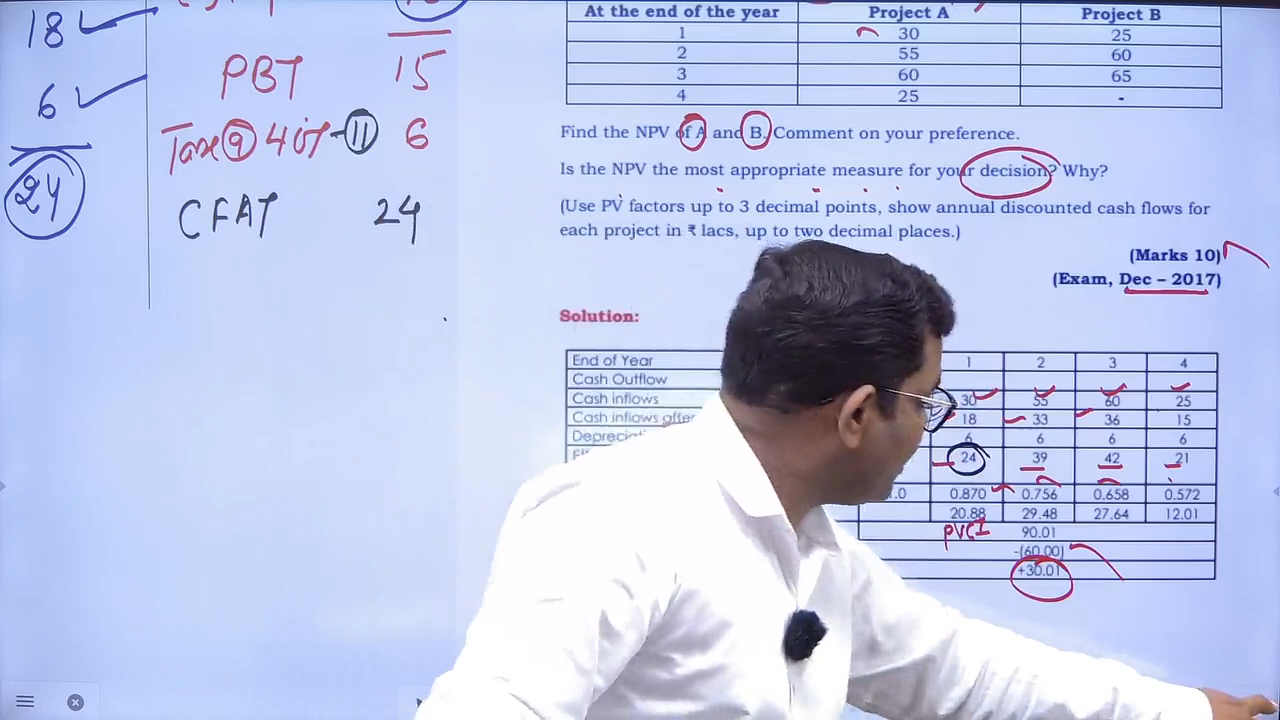 18
6
24
PBT 15
Tax @ 40% - 11 6
CFAT 24
At the end of the year Project A Project B
1 30 25
2 55 60
3 60 65
4 25 -
Find the NPV of A and B. Comment on your preference.
Is the NPV the most appropriate measure for your decision? Why?
(Use PV factors up to 3 decimal points, show annual discounted cash flows for
each project in ₹ lacs, up to two decimal places.)
(Marks 10)
(Exam, Dec – 2017)
Solution:
End of Year 1 2 3 4
Cash Outflow
Cash inflows 30 55 60 25
Cash inflows after 18 33 36 15
6 6 6 6
24 39 42 21
.0 0.870 0.756 0.658 0.572
20.88 29.48 27.64 12.01
PVCI 90.01
-(60.00)
+30.01